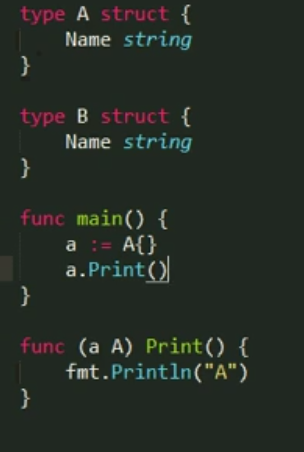 type A struct {
    Name string
}
type B struct {
    Name string
}
func main() {
    a := A{}
    a.Print()
}
func (a A) Print() {
    fmt.Println("A")
}